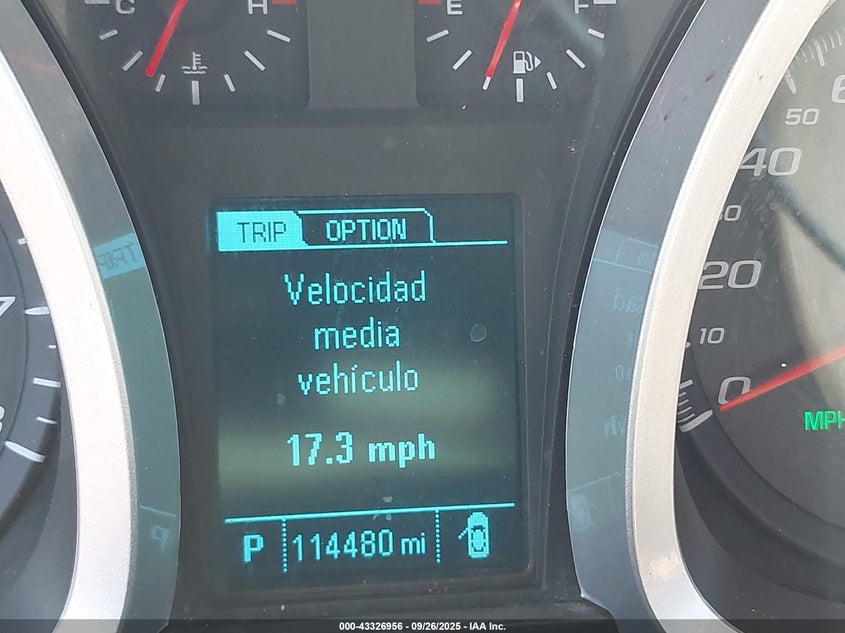 C H E F
TRIP OPTION
Velocidad
media
vehículo
17.3 mph
P 114480 mi
50
40
20
10
0
MPH
000-43326956 - 09/26/2025 - IAA Inc.